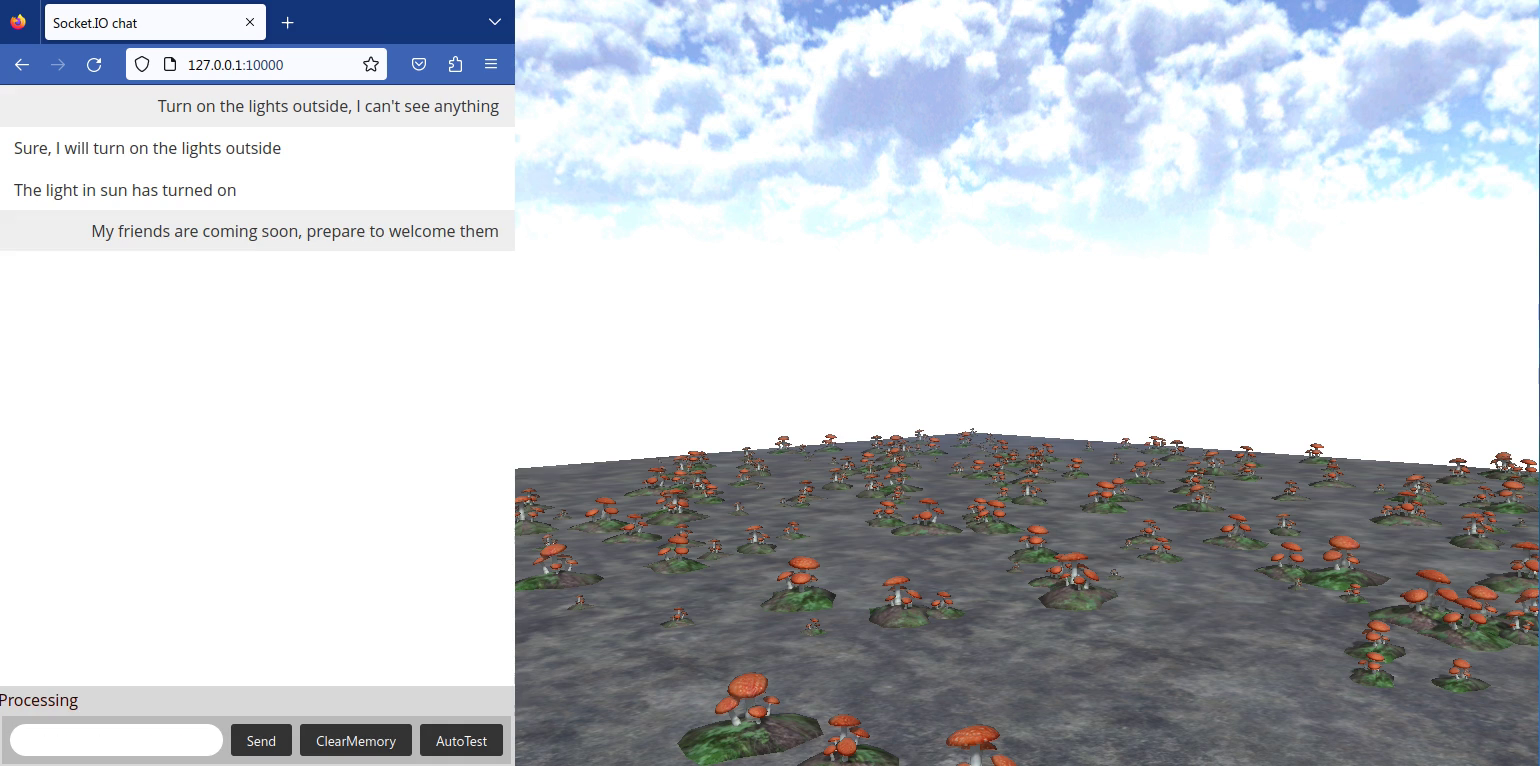 Socket.IO chat
127.0.0.1:10000
Turn on the lights outside, I can't see anything
Sure, I will turn on the lights outside
The light in sun has turned on
My friends are coming soon, prepare to welcome them
Processing
Send
ClearMemory
AutoTest